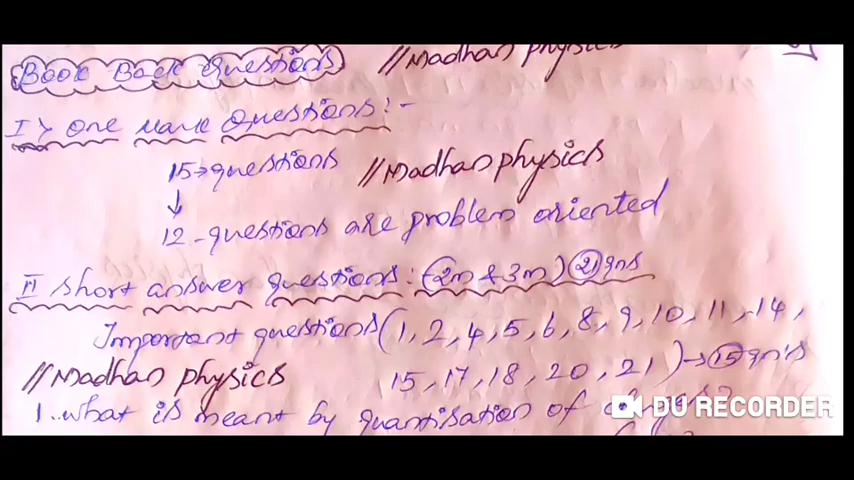 Book Back Questions //Madhan physics
I> One mark Questions:-
15→questions //Madhan physics
↓
12-questions are problem oriented
II short answer questions: (2m & 3m) 21 qns
Important questions (1, 2, 4, 5, 6, 8, 9, 10, 11, 14,
//Madhan physics 15, 17, 18, 20, 21) → 15 qn's
1. what is meant by quantisation of
DU RECORDER